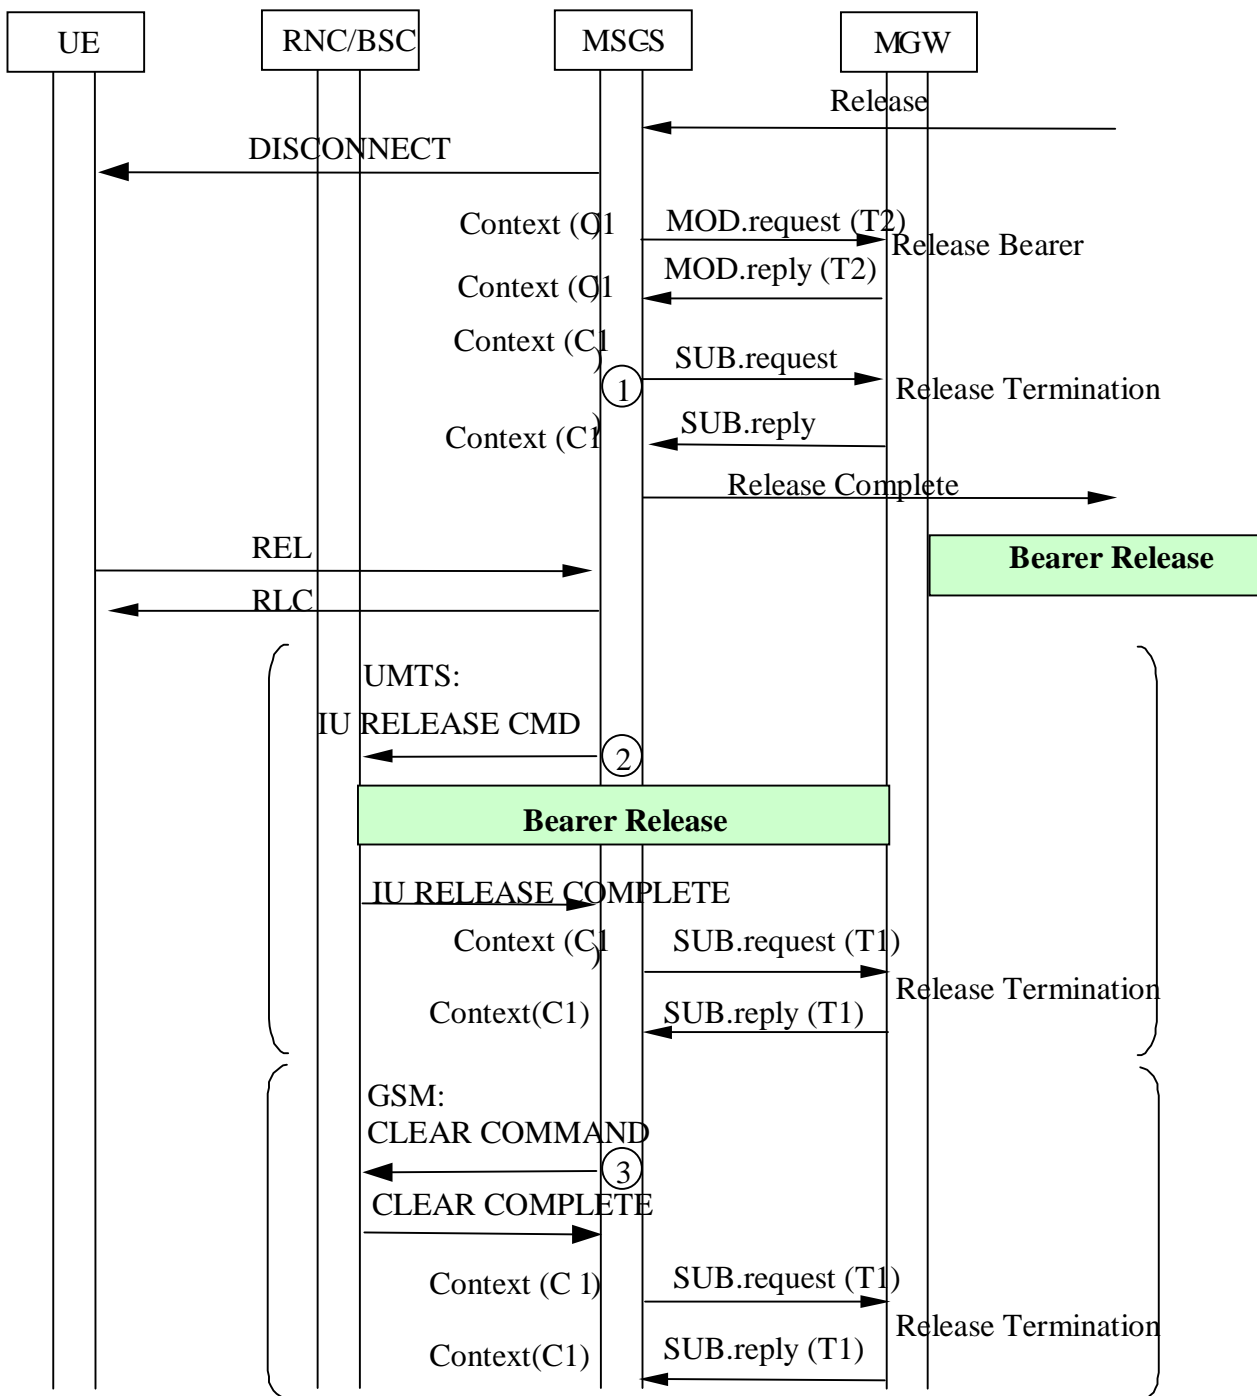 UE
RNC/BSC
MSC-S
MGW
Release
DISCONNECT
Context (C1)
MOD.request (T2)
Release Bearer
Context (C1)
MOD.reply (T2)
Context (C1)
SUB.request
1
Release Termination
Context (C1)
SUB.reply
Release Complete
REL
Bearer Release
RLC
UMTS:
IU RELEASE CMD
2
Bearer Release
IU RELEASE COMPLETE
Context (C1)
SUB.request (T1)
Release Termination
Context(C1)
SUB.reply (T1)
GSM:
CLEAR COMMAND
3
CLEAR COMPLETE
Context (C 1)
SUB.request (T1)
Release Termination
Context(C1)
SUB.reply (T1)